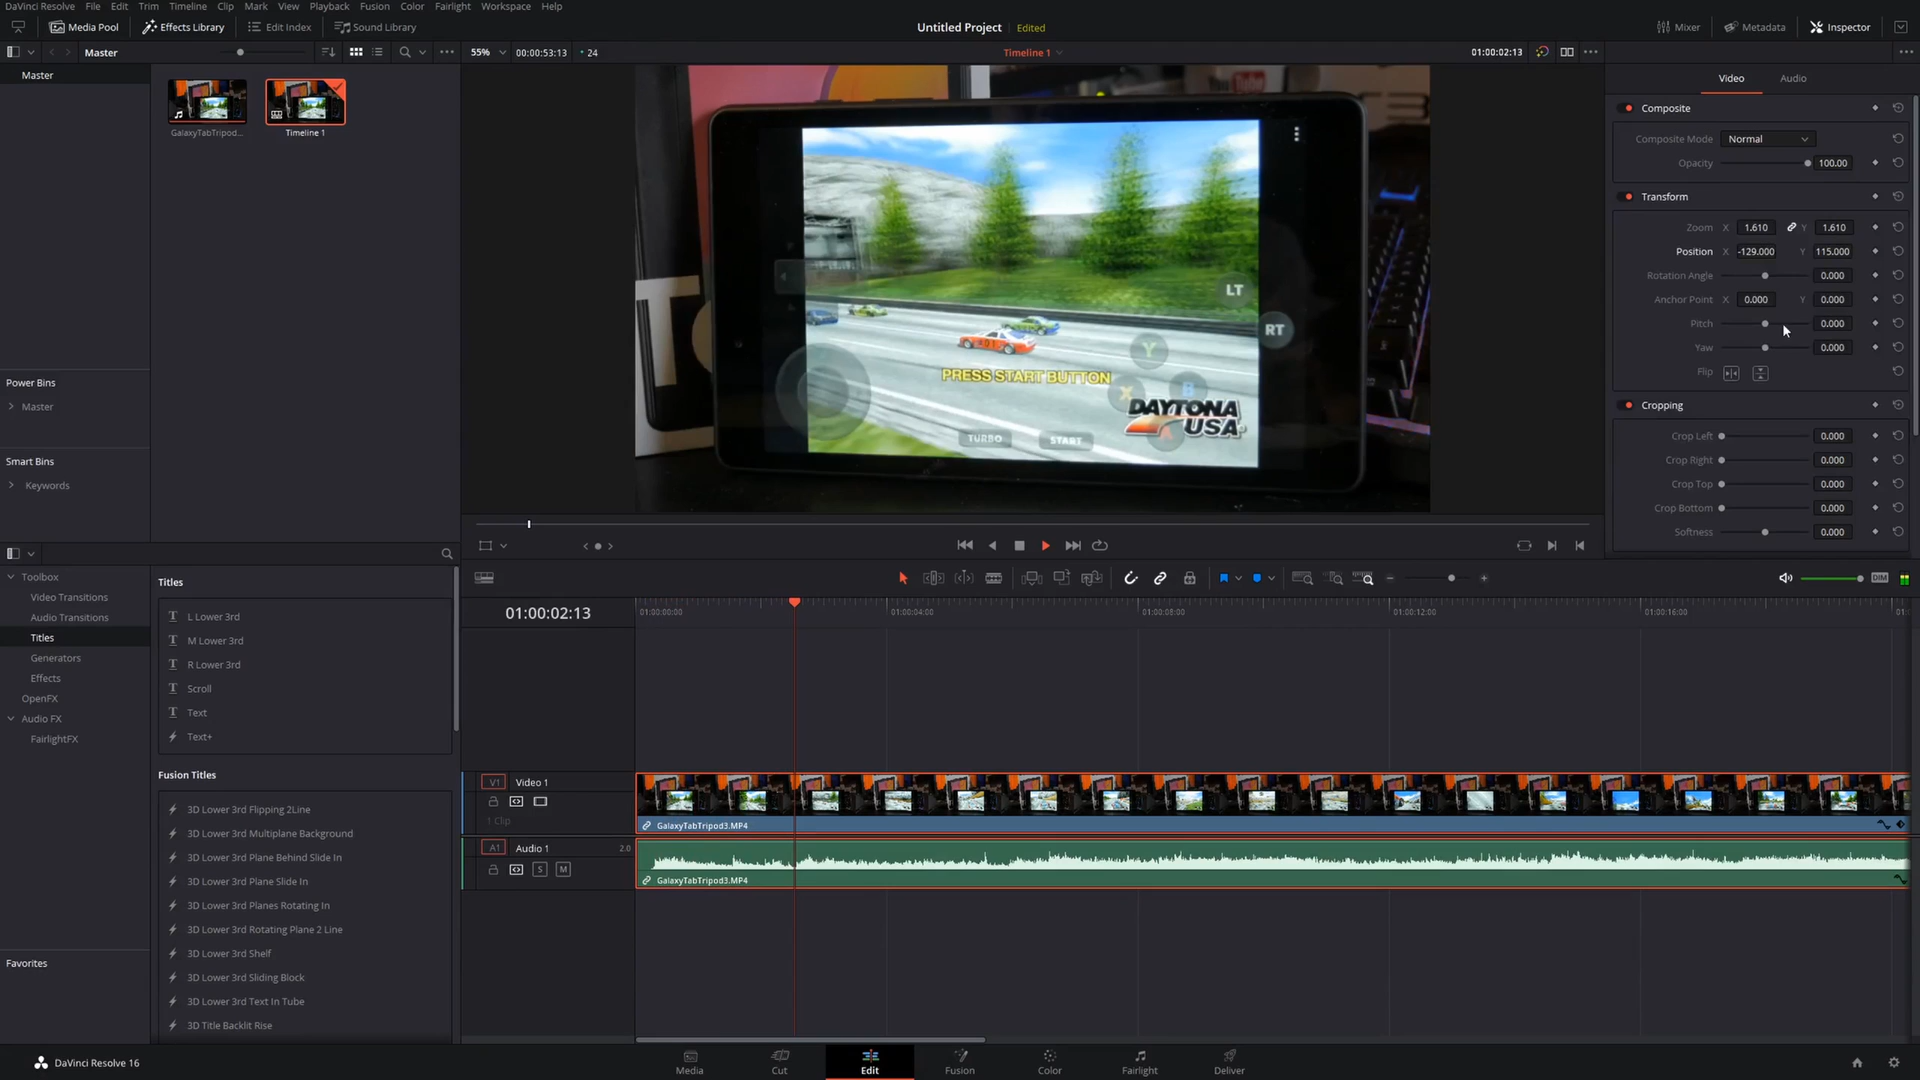 DaVinci Resolve File Edit Trim Timeline Clip Mark View Playback Fusion Color Fairlight Workspace Help
Media Pool Effects Library Edit Index Sound Library Untitled Project Edited Mixer Metadata Inspector
Master 55% 00:00:53:13 24 Timeline 1 01:00:02:13
Master
GalaxyTabTripod...
Timeline 1
Power Bins
Master
Smart Bins
Keywords
LT
RT
Y
X
B
PRESS START BUTTON
DAYTONA
USA
TURBO
START
Video Audio
Composite
Composite Mode Normal
Opacity 100.00
Transform
Zoom X 1.610 Y 1.610
Position X -129.000 Y 115.000
Rotation Angle 0.000
Anchor Point X 0.000 Y 0.000
Pitch 0.000
Yaw 0.000
Flip
Cropping
Crop Left 0.000
Crop Right 0.000
Crop Top 0.000
Crop Bottom 0.000
Softness 0.000
Toolbox
Video Transitions
Audio Transitions
Titles
Generators
Effects
OpenFX
Audio FX
FairlightFX
Favorites
Titles
L Lower 3rd
M Lower 3rd
R Lower 3rd
Scroll
Text
Text+
Fusion Titles
3D Lower 3rd Flipping 2Line
3D Lower 3rd Multiplane Background
3D Lower 3rd Plane Behind Slide In
3D Lower 3rd Plane Slide In
3D Lower 3rd Planes Rotating In
3D Lower 3rd Rotating Plane 2 Line
3D Lower 3rd Shelf
3D Lower 3rd Sliding Block
3D Lower 3rd Text In Tube
3D Title Backlit Rise
DIM
01:00:02:13
01:00:00:00 01:00:04:00 01:00:08:00 01:00:12:00 01:00:16:00
V1 Video 1
1 Clip
GalaxyTabTripod3.MP4
A1 Audio 1 2.0
S M
GalaxyTabTripod3.MP4
DaVinci Resolve 16
Media Cut Edit Fusion Color Fairlight Deliver